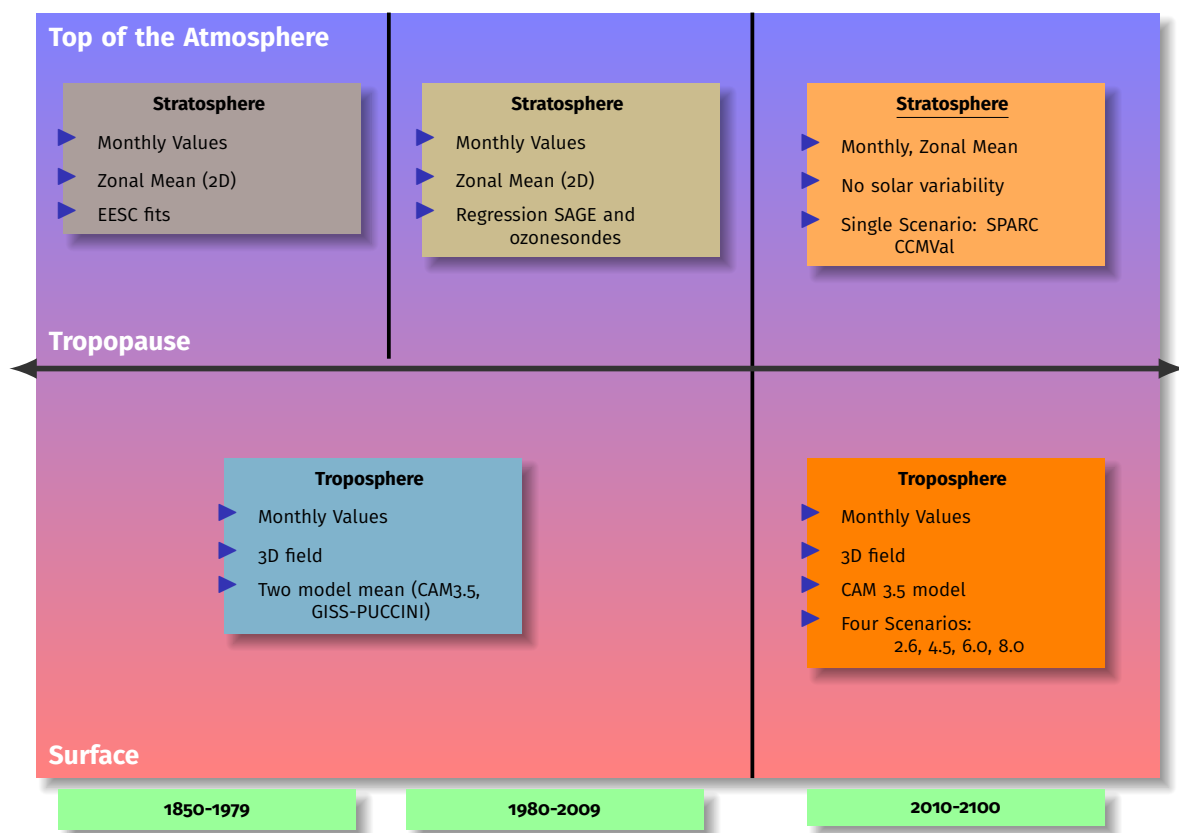 Top of the Atmosphere
Stratosphere
Monthly Values
Zonal Mean (2D)
EESC fits
Stratosphere
Monthly Values
Zonal Mean (2D)
Regression SAGE and
ozonesondes
Stratosphere
Monthly, Zonal Mean
No solar variability
Single Scenario: SPARC
CCMVal
Tropopause
Troposphere
Monthly Values
3D field
Two model mean (CAM3.5,
GISS-PUCCINI)
Troposphere
Monthly Values
3D field
CAM 3.5 model
Four Scenarios:
2.6, 4.5, 6.0, 8.0
Surface
1850-1979
1980-2009
2010-2100